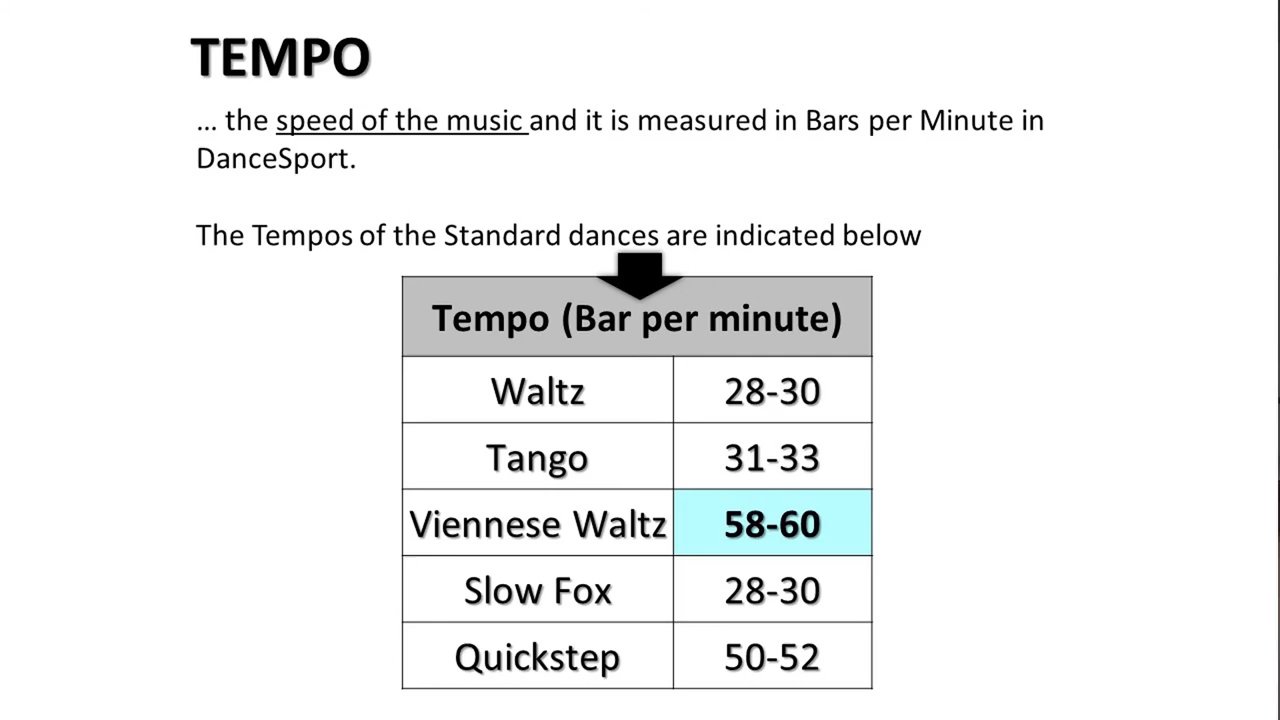 TEMPO
... the speed of the music and it is measured in Bars per Minute in
DanceSport.
The Tempos of the Standard dances are indicated below
Tempo (Bar per minute)
Waltz 28-30
Tango 31-33
Viennese Waltz 58-60
Slow Fox 28-30
Quickstep 50-52